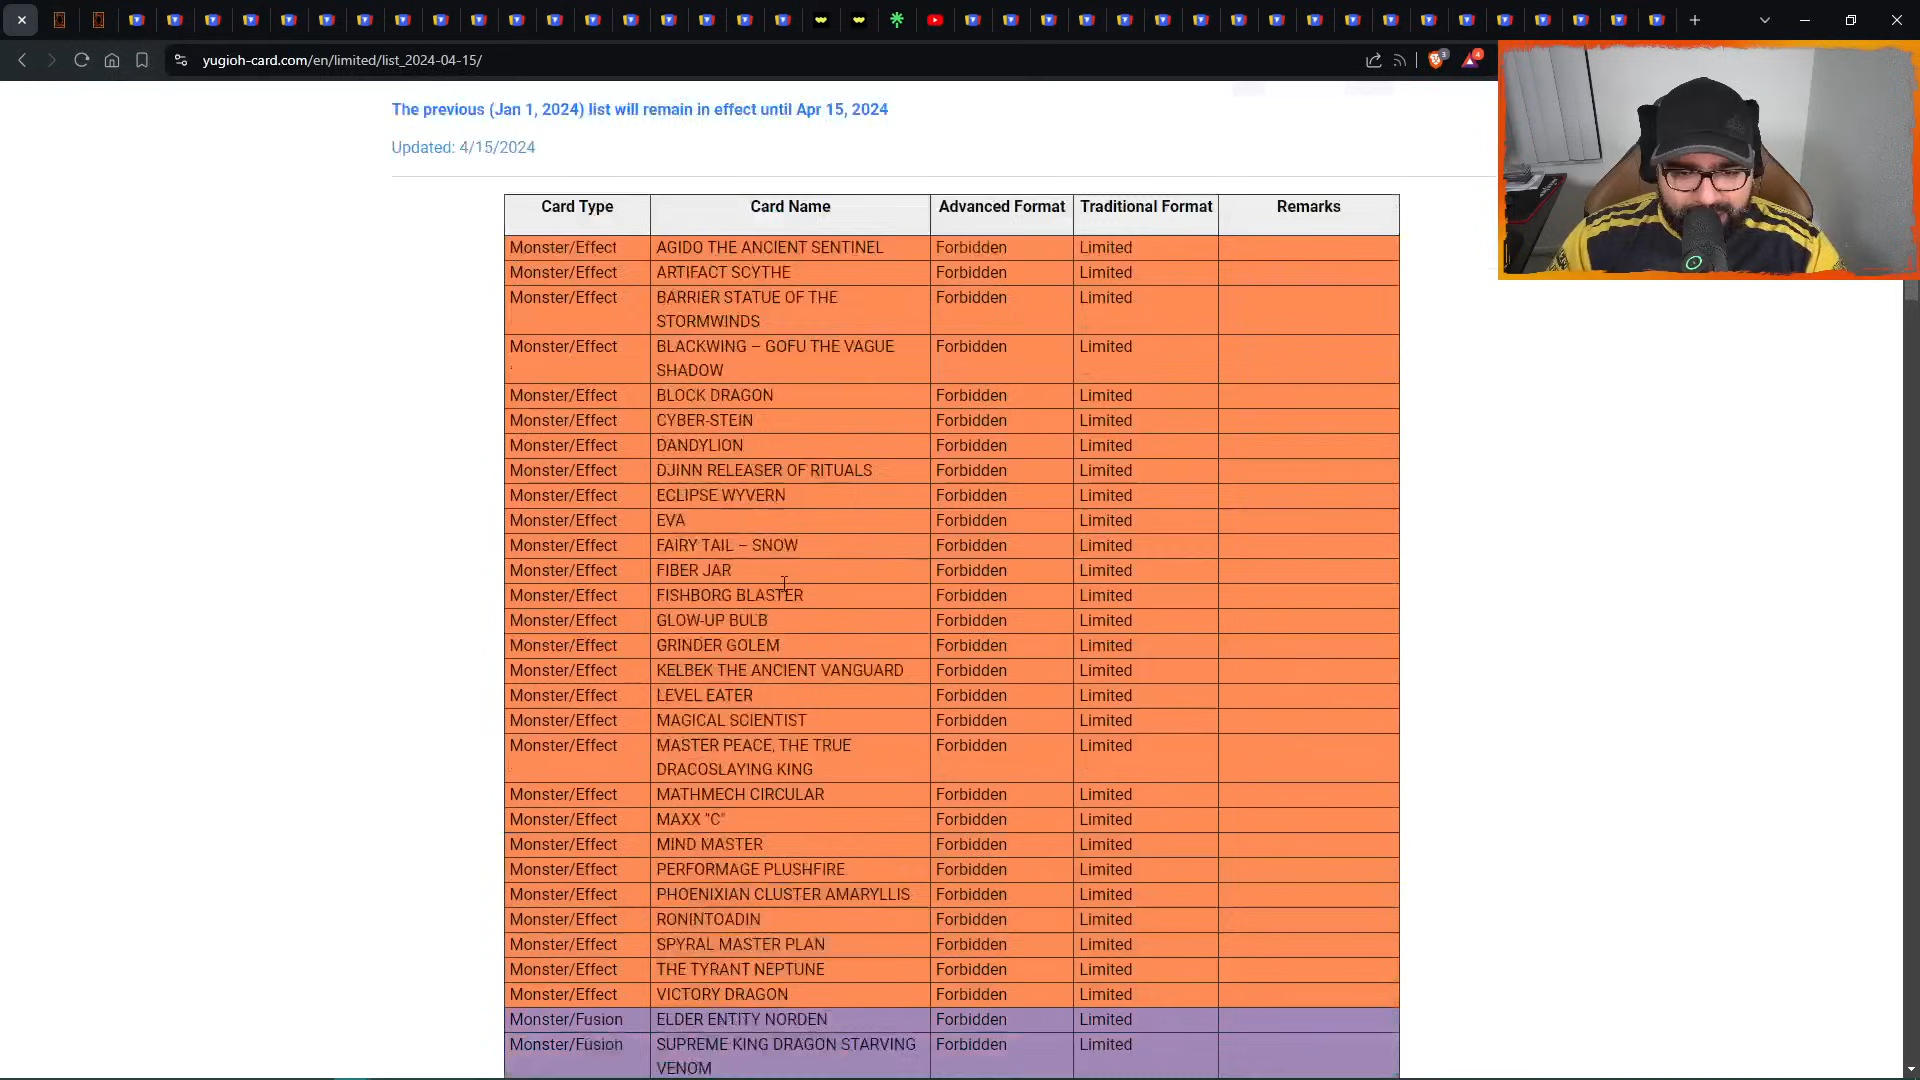 yugioh-card.com/en/limited/list_2024-04-15/
3
4
The previous (Jan 1, 2024) list will remain in effect until Apr 15, 2024
Updated: 4/15/2024
Card Type Card Name Advanced Format Traditional Format Remarks
Monster/Effect AGIDO THE ANCIENT SENTINEL Forbidden Limited
Monster/Effect ARTIFACT SCYTHE Forbidden Limited
Monster/Effect BARRIER STATUE OF THE Forbidden Limited
STORMWINDS
Monster/Effect BLACKWING – GOFU THE VAGUE Forbidden Limited
SHADOW
Monster/Effect BLOCK DRAGON Forbidden Limited
Monster/Effect CYBER-STEIN Forbidden Limited
Monster/Effect DANDYLION Forbidden Limited
Monster/Effect DJINN RELEASER OF RITUALS Forbidden Limited
Monster/Effect ECLIPSE WYVERN Forbidden Limited
Monster/Effect EVA Forbidden Limited
Monster/Effect FAIRY TAIL – SNOW Forbidden Limited
Monster/Effect FIBER JAR Forbidden Limited
Monster/Effect FISHBORG BLASTER Forbidden Limited
Monster/Effect GLOW-UP BULB Forbidden Limited
Monster/Effect GRINDER GOLEM Forbidden Limited
Monster/Effect KELBEK THE ANCIENT VANGUARD Forbidden Limited
Monster/Effect LEVEL EATER Forbidden Limited
Monster/Effect MAGICAL SCIENTIST Forbidden Limited
Monster/Effect MASTER PEACE, THE TRUE Forbidden Limited
DRACOSLAYING KING
Monster/Effect MATHMECH CIRCULAR Forbidden Limited
Monster/Effect MAXX "C" Forbidden Limited
Monster/Effect MIND MASTER Forbidden Limited
Monster/Effect PERFORMAGE PLUSHFIRE Forbidden Limited
Monster/Effect PHOENIXIAN CLUSTER AMARYLLIS Forbidden Limited
Monster/Effect RONINTOADIN Forbidden Limited
Monster/Effect SPYRAL MASTER PLAN Forbidden Limited
Monster/Effect THE TYRANT NEPTUNE Forbidden Limited
Monster/Effect VICTORY DRAGON Forbidden Limited
Monster/Fusion ELDER ENTITY NORDEN Forbidden Limited
Monster/Fusion SUPREME KING DRAGON STARVING Forbidden Limited
VENOM